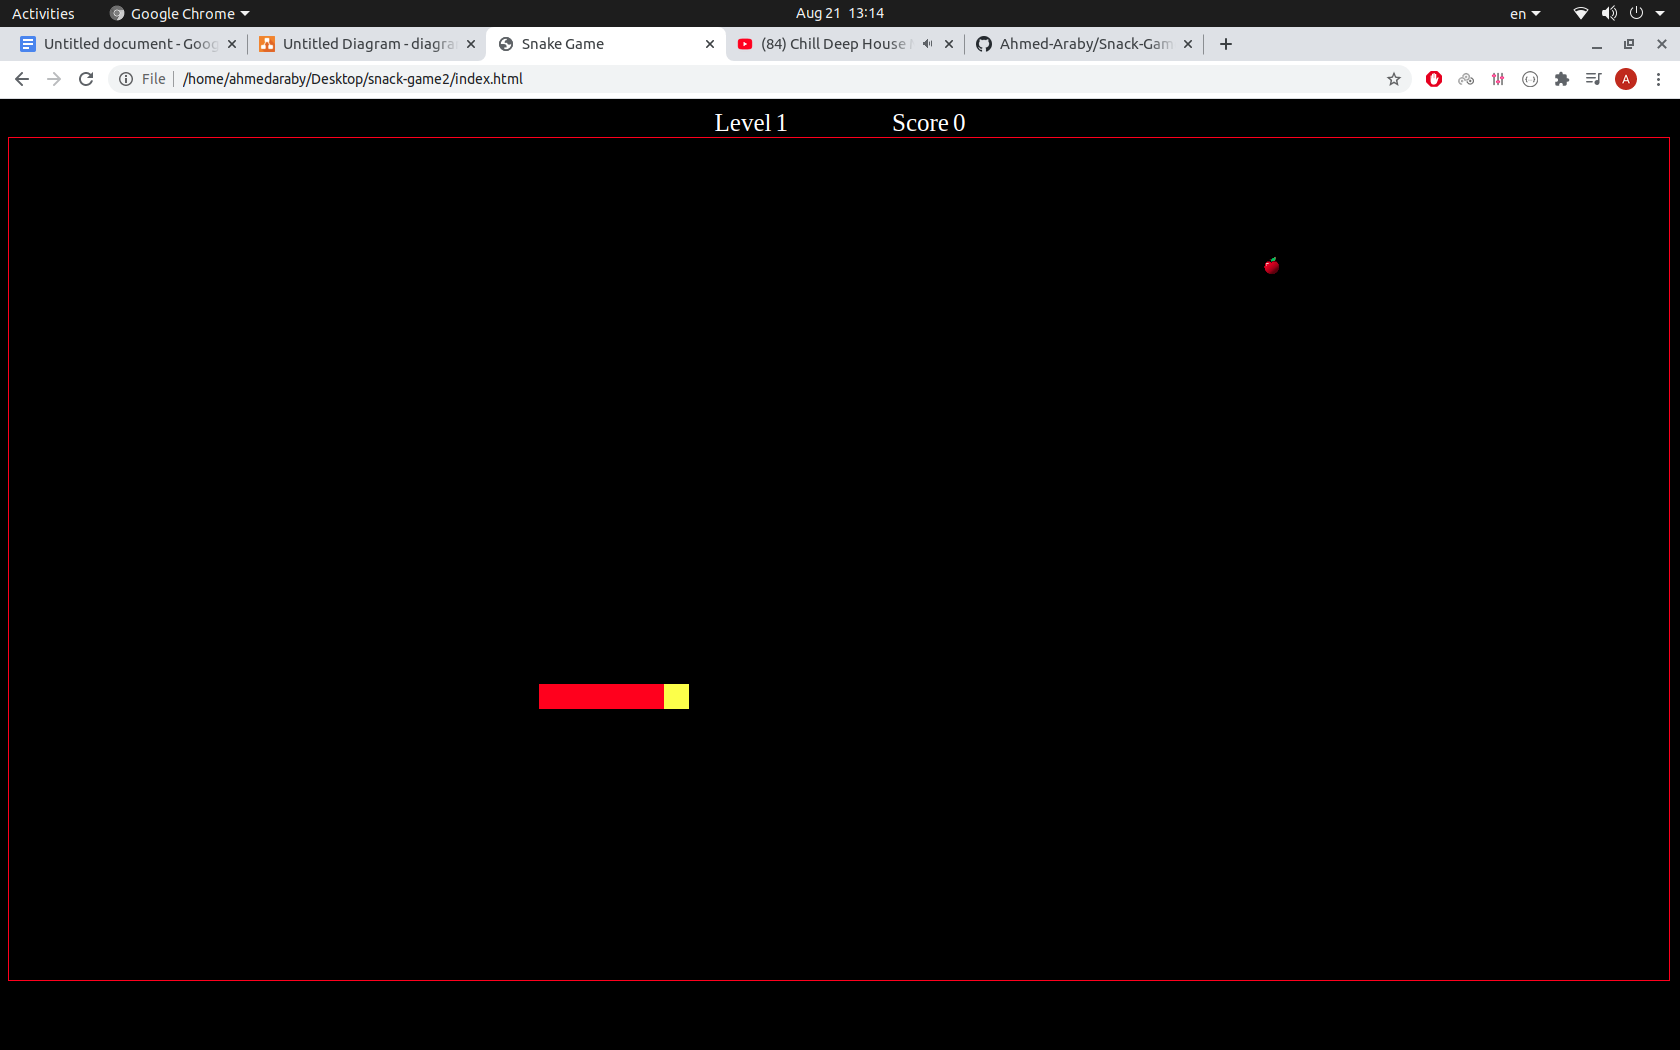 Activities Google Chrome Aug 21 13:14 en
Untitled document - Goog Untitled Diagram - diagra Snake Game (84) Chill Deep House Ahmed-Araby/Snack-Gam
File /home/ahmedaraby/Desktop/snack-game2/index.html A
Level 1 Score 0